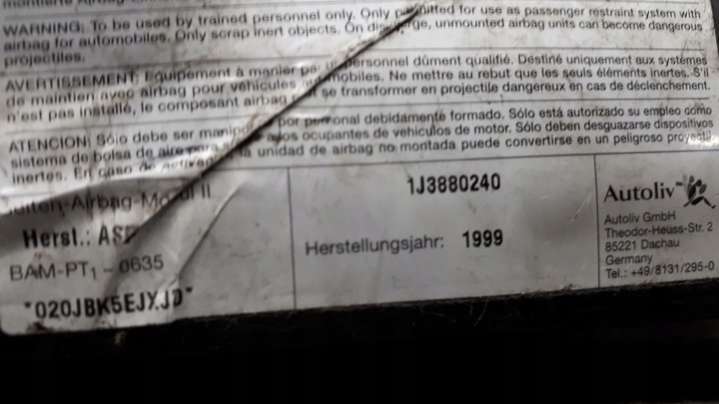 WARNING: To be used by trained personnel only. Only permitted for use as passenger restraint system with
airbag for automobiles. Only scrap inert objects. On discharge, unmounted airbag units can become dangerous
projectiles.
AVERTISSEMENT: Equipement à manier par personnel dûment qualifié. Destiné uniquement aux systèmes
de maintien avec airbag pour véhicules automobiles. Ne mettre au rebut que les seuls éléments inertes. S'il
n'est pas installé, le composant airbag se transformer en projectile dangereux en cas de déclenchement.
ATENCION: Sólo debe ser manipulado por personal debidamente formado. Sólo está autorizado su empleo como
sistema de bolsa de aire para los ocupantes de vehiculos de motor. Sólo deben desguazarse dispositivos
inertes. En caso de la unidad de airbag no montada puede convertirse en un peligroso proyectil
Seiten-Airbag-Modul II
Herst.: ASP
BAM-PT1 - 0635
*020JBK5EJYJD*
1J3880240
Herstellungsjahr: 1999
Autoliv
Autoliv GmbH
Theodor-Heuss-Str. 2
85221 Dachau
Germany
Tel.: +49/8131/295-0